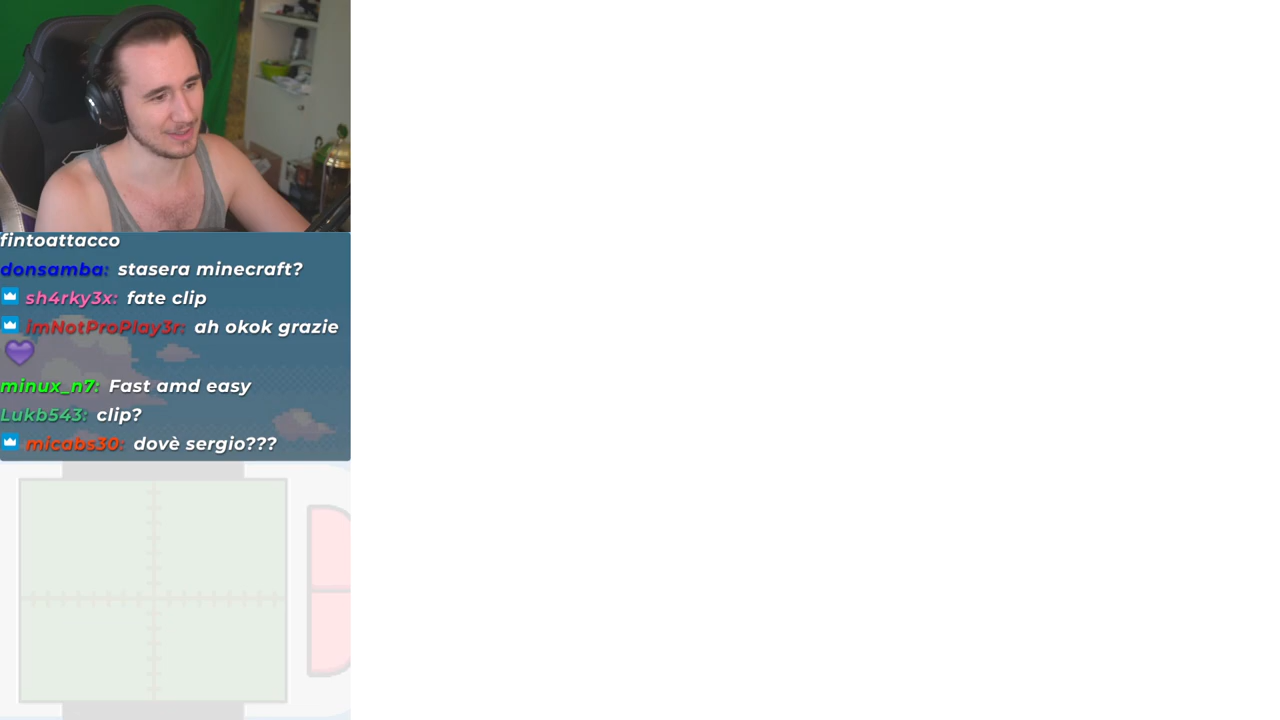 fintoattacco
donsamba: stasera minecraft?
sh4rky3x: fate clip
imNotProPlay3r: ah okok grazie
💜
minux_n7: Fast amd easy
Lukb543: clip?
micabs30: dovè sergio???